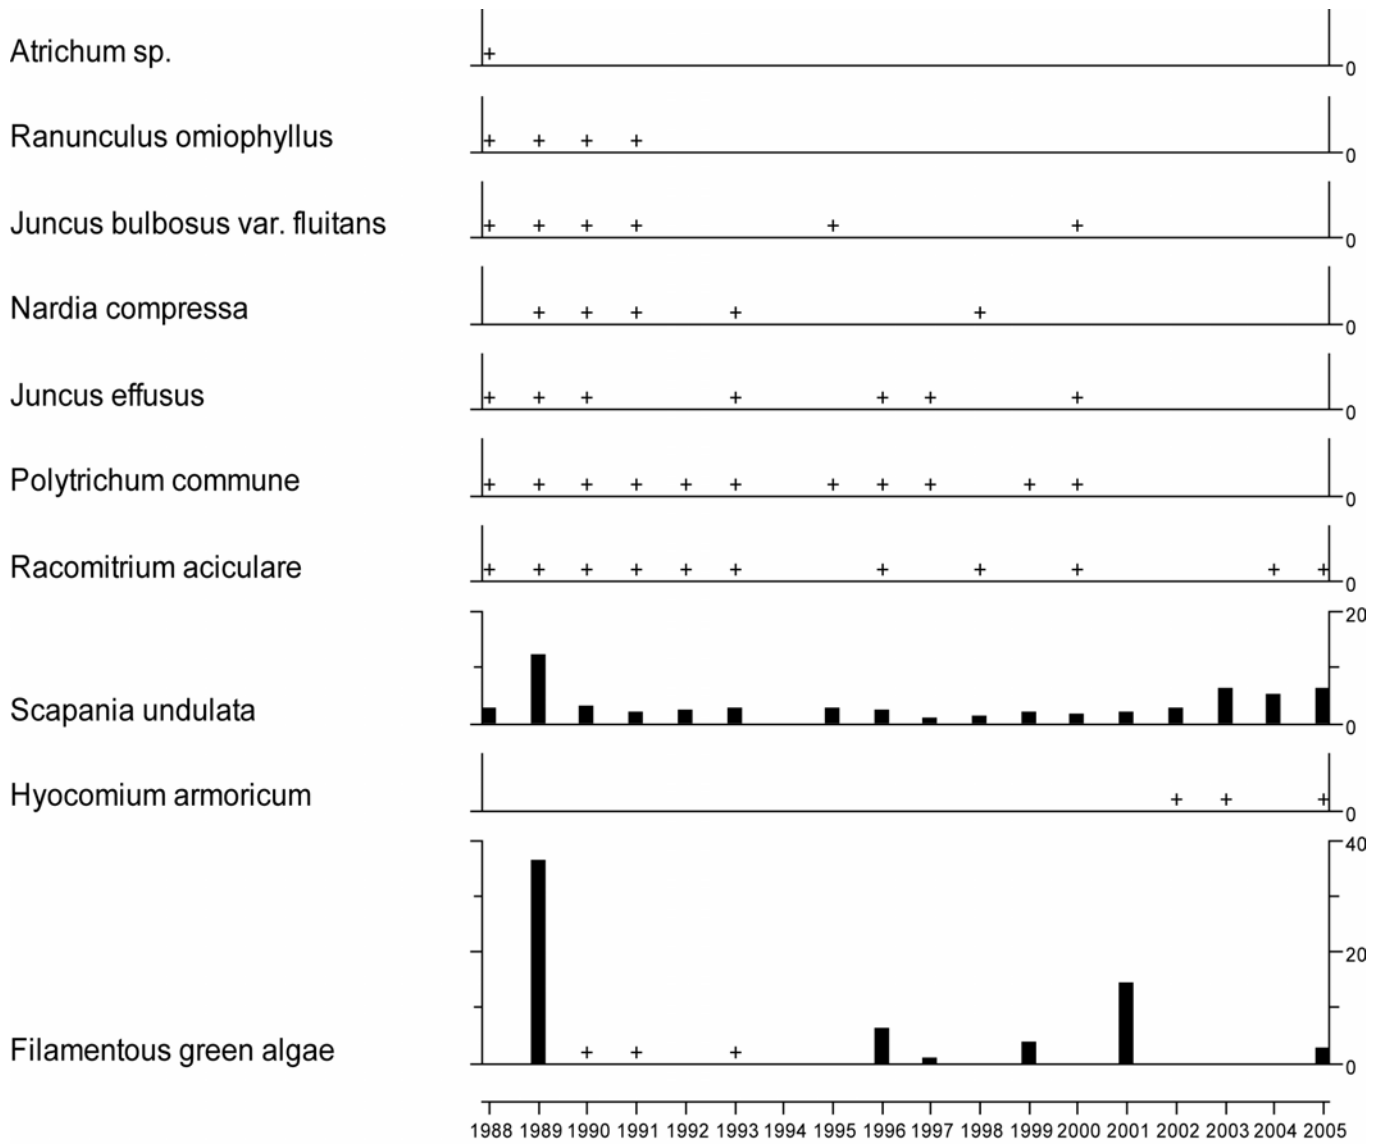 Atrichum sp.
0
Ranunculus omiophyllus
0
Juncus bulbosus var. fluitans
0
Nardia compressa
0
Juncus effusus
0
Polytrichum commune
0
Racomitrium aciculare
0
20
Scapania undulata
0
Hyocomium armoricum
0
40
20
Filamentous green algae
0
1988 1989 1990 1991 1992 1993 1994 1995 1996 1997 1998 1999 2000 2001 2002 2003 2004 2005